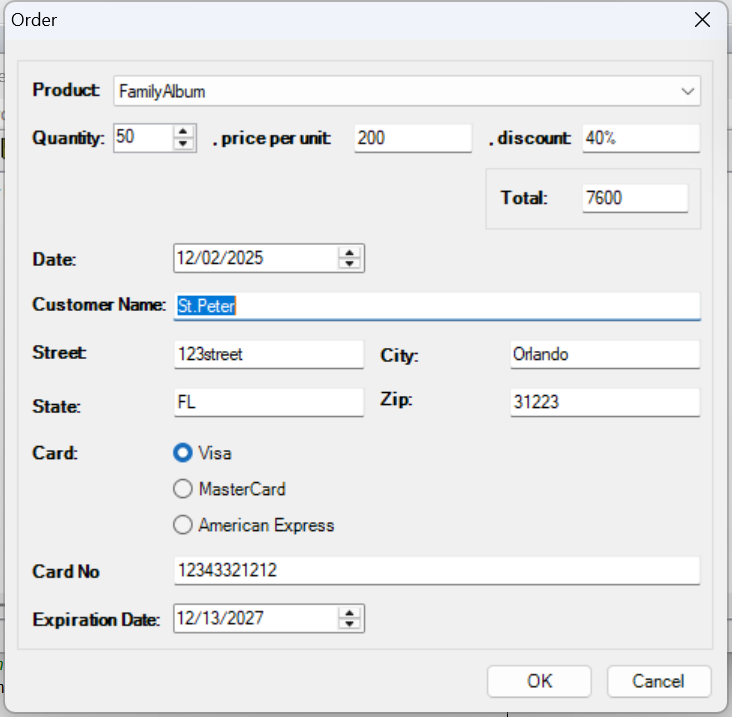 Order
Product: FamilyAlbum
Quantity: 50 , price per unit: 200 , discount: 40%
Total: 7600
Date: 12/02/2025
Customer Name: St.Peter
Street: 123street City: Orlando
State: FL Zip: 31223
Card: Visa
MasterCard
American Express
Card No 12343321212
Expiration Date: 12/13/2027
OK Cancel